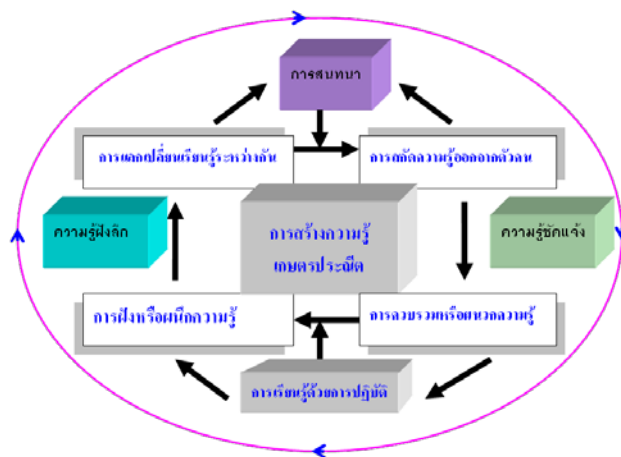 การสนทนา
การแลกเปลี่ยนเรียนรู้ระหว่างกัน
การสกัดความรู้ออกจากตัวตน
ความรู้ฝังลึก
การสร้างความรู้
เกษตรประณีต
ความรู้ชัดแจ้ง
การฝังหรือผนึกความรู้
การควบรวมหรือผนวกความรู้
การเรียนรู้ด้วยการปฏิบัติ